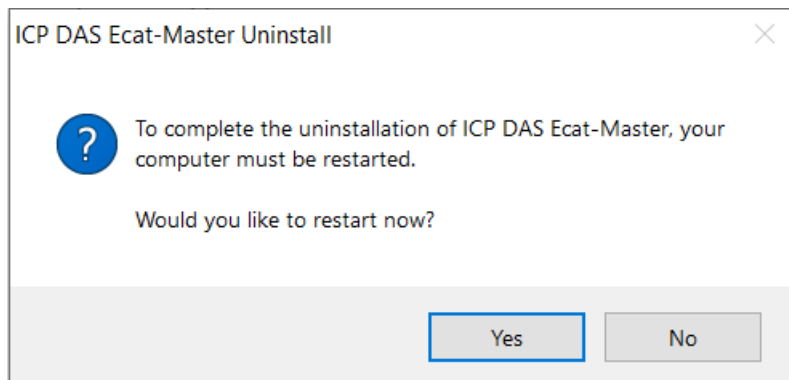 ICP DAS Ecat-Master Uninstall
To complete the uninstallation of ICP DAS Ecat-Master, your
computer must be restarted.
Would you like to restart now?
Yes
No